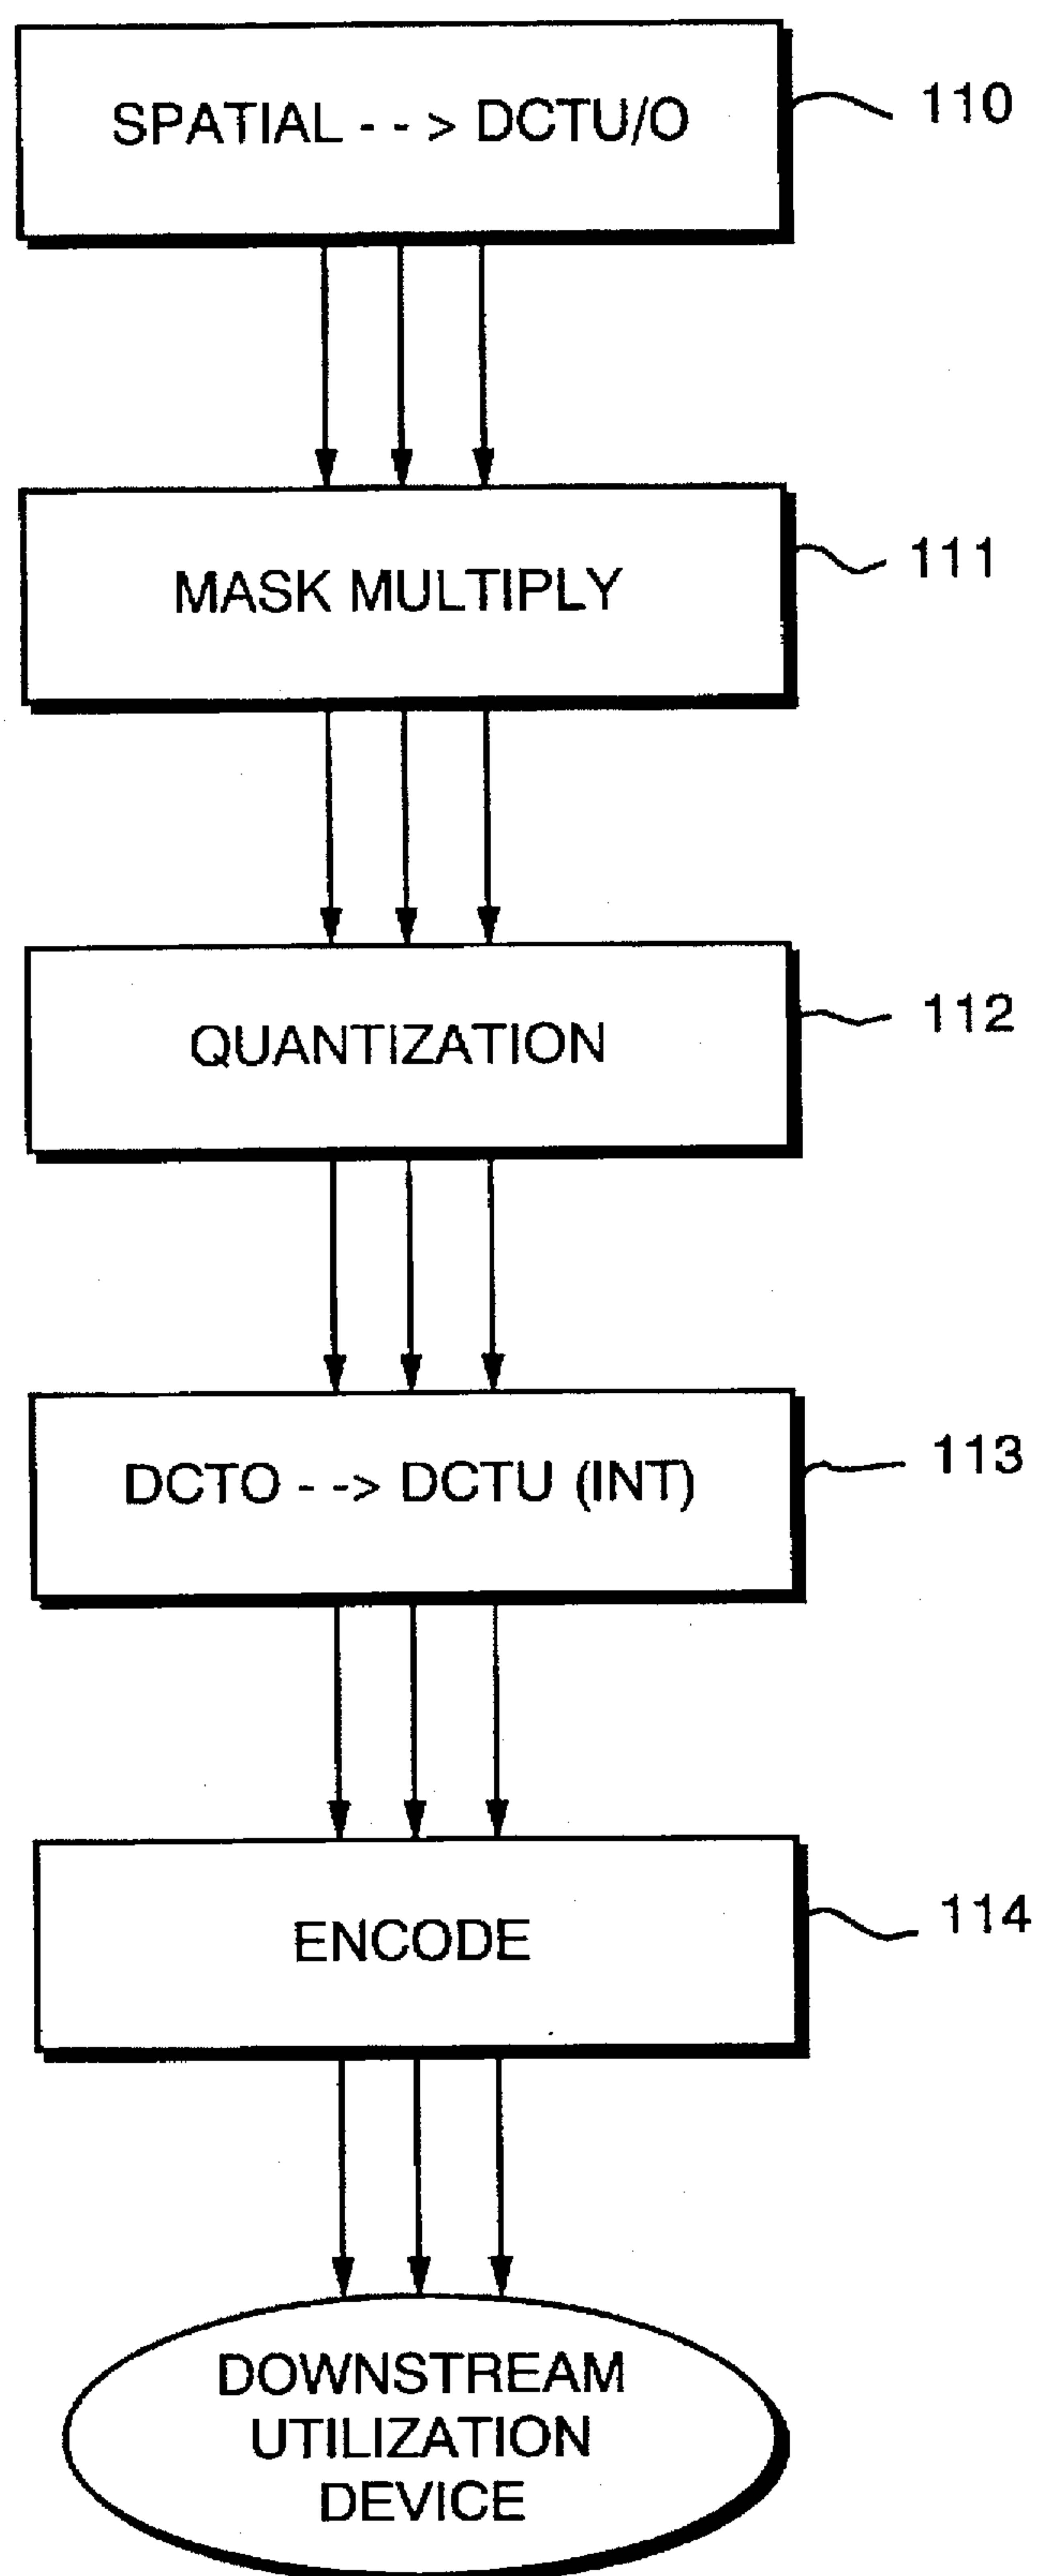 SPATIAL - - > DCTU/O
110
MASK MULTIPLY
111
QUANTIZATION
112
DCTO - -> DCTU (INT)
113
ENCODE
114
DOWNSTREAM
UTILIZATION
DEVICE